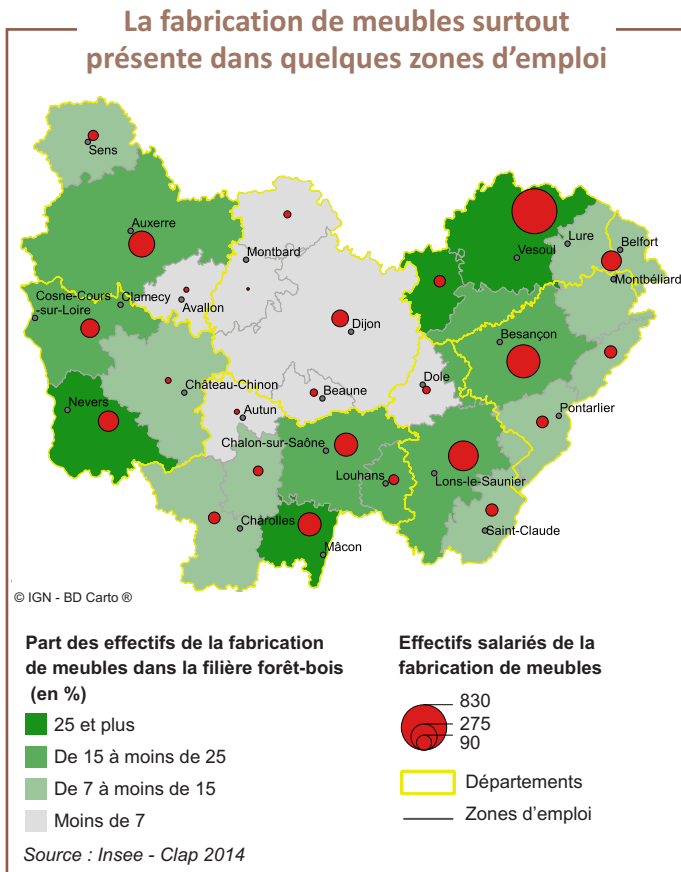 La fabrication de meubles surtout
présente dans quelques zones d’emploi
Sens
Auxerre
Montbard
Vesoul
Lure
Belfort
Montbéliard
Cosne-Cours
-sur-Loire
Clamecy
Avallon
Dijon
Besançon
Nevers
Château-Chinon
Beaune
Dole
Autun
Pontarlier
Chalon-sur-Saône
Louhans
Lons-le-Saunier
Charolles
Saint-Claude
Mâcon
© IGN - BD Carto ®
Part des effectifs de la fabrication
de meubles dans la filière forêt-bois
(en %)
25 et plus
De 15 à moins de 25
De 7 à moins de 15
Moins de 7
Effectifs salariés de la
fabrication de meubles
830
275
90
Départements
Zones d’emploi
Source : Insee - Clap 2014